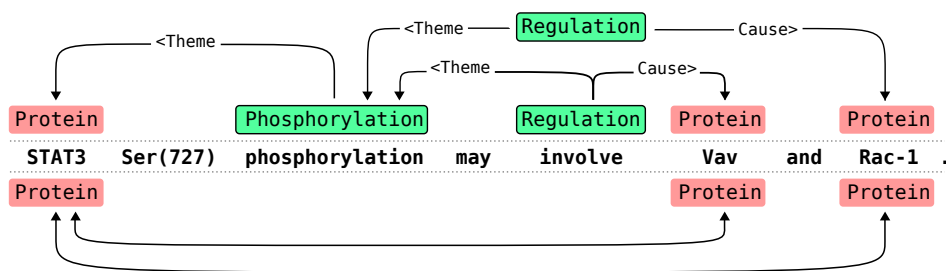 Regulation
<Theme
Cause>
<Theme
<Theme
Cause>
Protein Phosphorylation Regulation Protein Protein
STAT3 Ser(727) phosphorylation may involve Vav and Rac-1 .
Protein Protein Protein